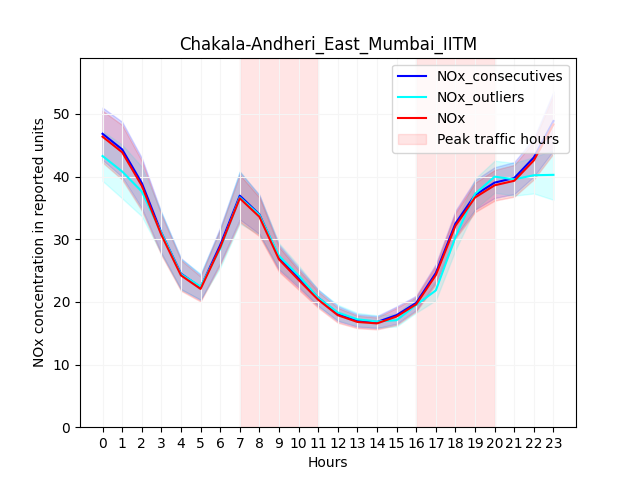 Chakala-Andheri_East_Mumbai_IITM
NOx_consecutives
NOx_outliers
NOx
Peak traffic hours
NOx concentration in reported units
50
40
30
20
10
0
0 1 2 3 4 5 6 7 8 9 10 11 12 13 14 15 16 17 18 19 20 21 22 23
Hours